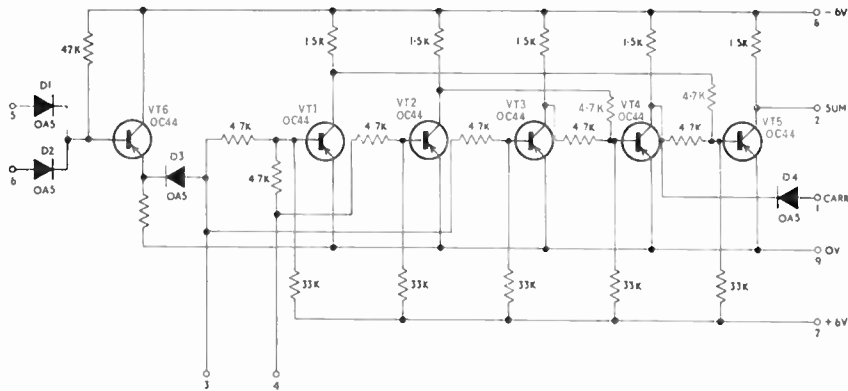 1·5K 1·5K 1·5K 1·5K 1·5K
- 6V
8
47K
D1
5
OA5
D2
6
OA5
VT6
OC44
D3
OA5
VT1
OC44
VT2
OC44
VT3
OC44
VT4
OC44
VT5
OC44
4·7K
4·7K
4 7K
4 7K
4 7K
4 7K
4 7K
4 7K
SUM
2
D4
OA5
CARR
1
0V
9
33K 33K 33K 33K 33K
+ 6V
7
3 4